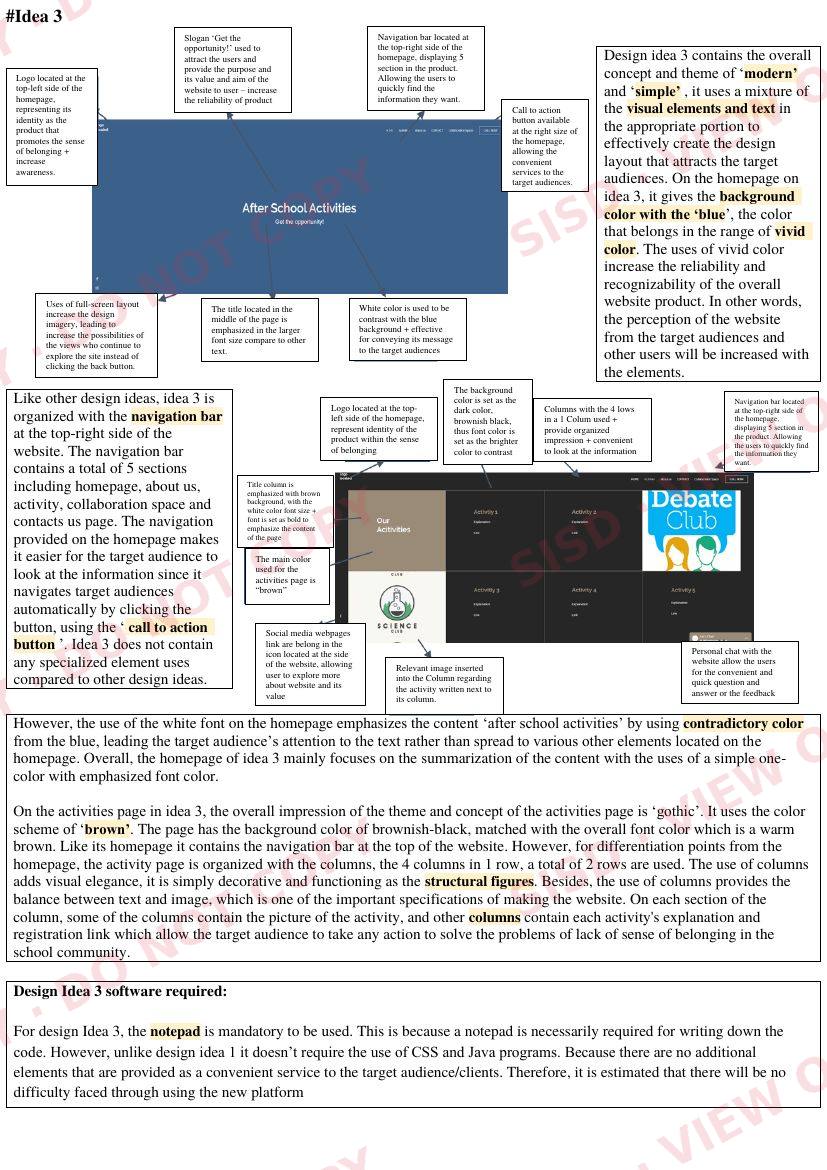 #Idea 3
Slogan ‘Get the
opportunity!’ used to
attract the users and
provide the purpose and
its value and aim of the
website to user – increase
the reliability of product
Navigation bar located at
the top-right side of the
homepage, displaying 5
section in the product.
Allowing the users to
quickly find the
information they want.
Logo located at the
top-left side of the
homepage,
representing its
identity as the
product that
promotes the sense
of belonging +
increase
awareness.
Call to action
button available
at the right size of
the homepage,
allowing the
convenient
services to the
target audiences.
Design idea 3 contains the overall
concept and theme of ‘modern’
and ‘simple’ , it uses a mixture of
the visual elements and text in
the appropriate portion to
effectively create the design
layout that attracts the target
audiences. On the homepage on
idea 3, it gives the background
color with the ‘blue’, the color
that belongs in the range of vivid
color. The uses of vivid color
increase the reliability and
recognizability of the overall
website product. In other words,
the perception of the website
from the target audiences and
other users will be increased with
the elements.
After School Activities
Get the opportunity!
Uses of full-screen layout
increase the design
imagery, leading to
increase the possibilities of
the views who continue to
explore the site instead of
clicking the back button.
The title located in the
middle of the page is
emphasized in the larger
font size compare to other
text.
White color is used to be
contrast with the blue
background + effective
for conveying its message
to the target audiences
Like other design ideas, idea 3 is
organized with the navigation bar
at the top-right side of the
website. The navigation bar
contains a total of 5 sections
including homepage, about us,
activity, collaboration space and
contacts us page. The navigation
provided on the homepage makes
it easier for the target audience to
look at the information since it
navigates target audiences
automatically by clicking the
button, using the ‘ call to action
button ’. Idea 3 does not contain
any specialized element uses
compared to other design ideas.
Logo located at the top-
left side of the homepage,
represent identity of the
product within the sense
of belonging
The background
color is set as the
dark color,
brownish black,
thus font color is
set as the brighter
color to contrast
Columns with the 4 lows
in a 1 Colum used +
provide organized
impression + convenient
to look at the information
Navigation bar located
at the top-right side of
the homepage,
displaying 5 section in
the product. Allowing
the users to quickly find
the information they
want.
Title column is
emphasized with brown
background, with the
white color font size +
font is set as bold to
emphasize the content
of the page
The main color
used for the
activities page is
“brown”
Our
Acitivities
Activity 1
Explanation
Link
Activity 2
Explanation
Link
Debate
Club
SCIENCE
CLUB
Activity 3
Explanation
Link
Activity 4
Explanation
Link
Activity 5
Explanation
Link
Social media webpages
link are belong in the
icon located at the side
of the website, allowing
user to explore more
about website and its
value
Relevant image inserted
into the Column regarding
the activity written next to
its column.
Personal chat with the
website allow the users
for the convenient and
quick question and
answer or the feedback
However, the use of the white font on the homepage emphasizes the content ‘after school activities’ by using contradictory color
from the blue, leading the target audience’s attention to the text rather than spread to various other elements located on the
homepage. Overall, the homepage of idea 3 mainly focuses on the summarization of the content with the uses of a simple one-
color with emphasized font color.
On the activities page in idea 3, the overall impression of the theme and concept of the activities page is ‘gothic’. It uses the color
scheme of ‘brown’. The page has the background color of brownish-black, matched with the overall font color which is a warm
brown. Like its homepage it contains the navigation bar at the top of the website. However, for differentiation points from the
homepage, the activity page is organized with the columns, the 4 columns in 1 row, a total of 2 rows are used. The use of columns
adds visual elegance, it is simply decorative and functioning as the structural figures. Besides, the use of columns provides the
balance between text and image, which is one of the important specifications of making the website. On each section of the
column, some of the columns contain the picture of the activity, and other columns contain each activity's explanation and
registration link which allow the target audience to take any action to solve the problems of lack of sense of belonging in the
school community.
Design Idea 3 software required:
For design Idea 3, the notepad is mandatory to be used. This is because a notepad is necessarily required for writing down the
code. However, unlike design idea 1 it doesn’t require the use of CSS and Java programs. Because there are no additional
elements that are provided as a convenient service to the target audience/clients. Therefore, it is estimated that there will be no
difficulty faced through using the new platform